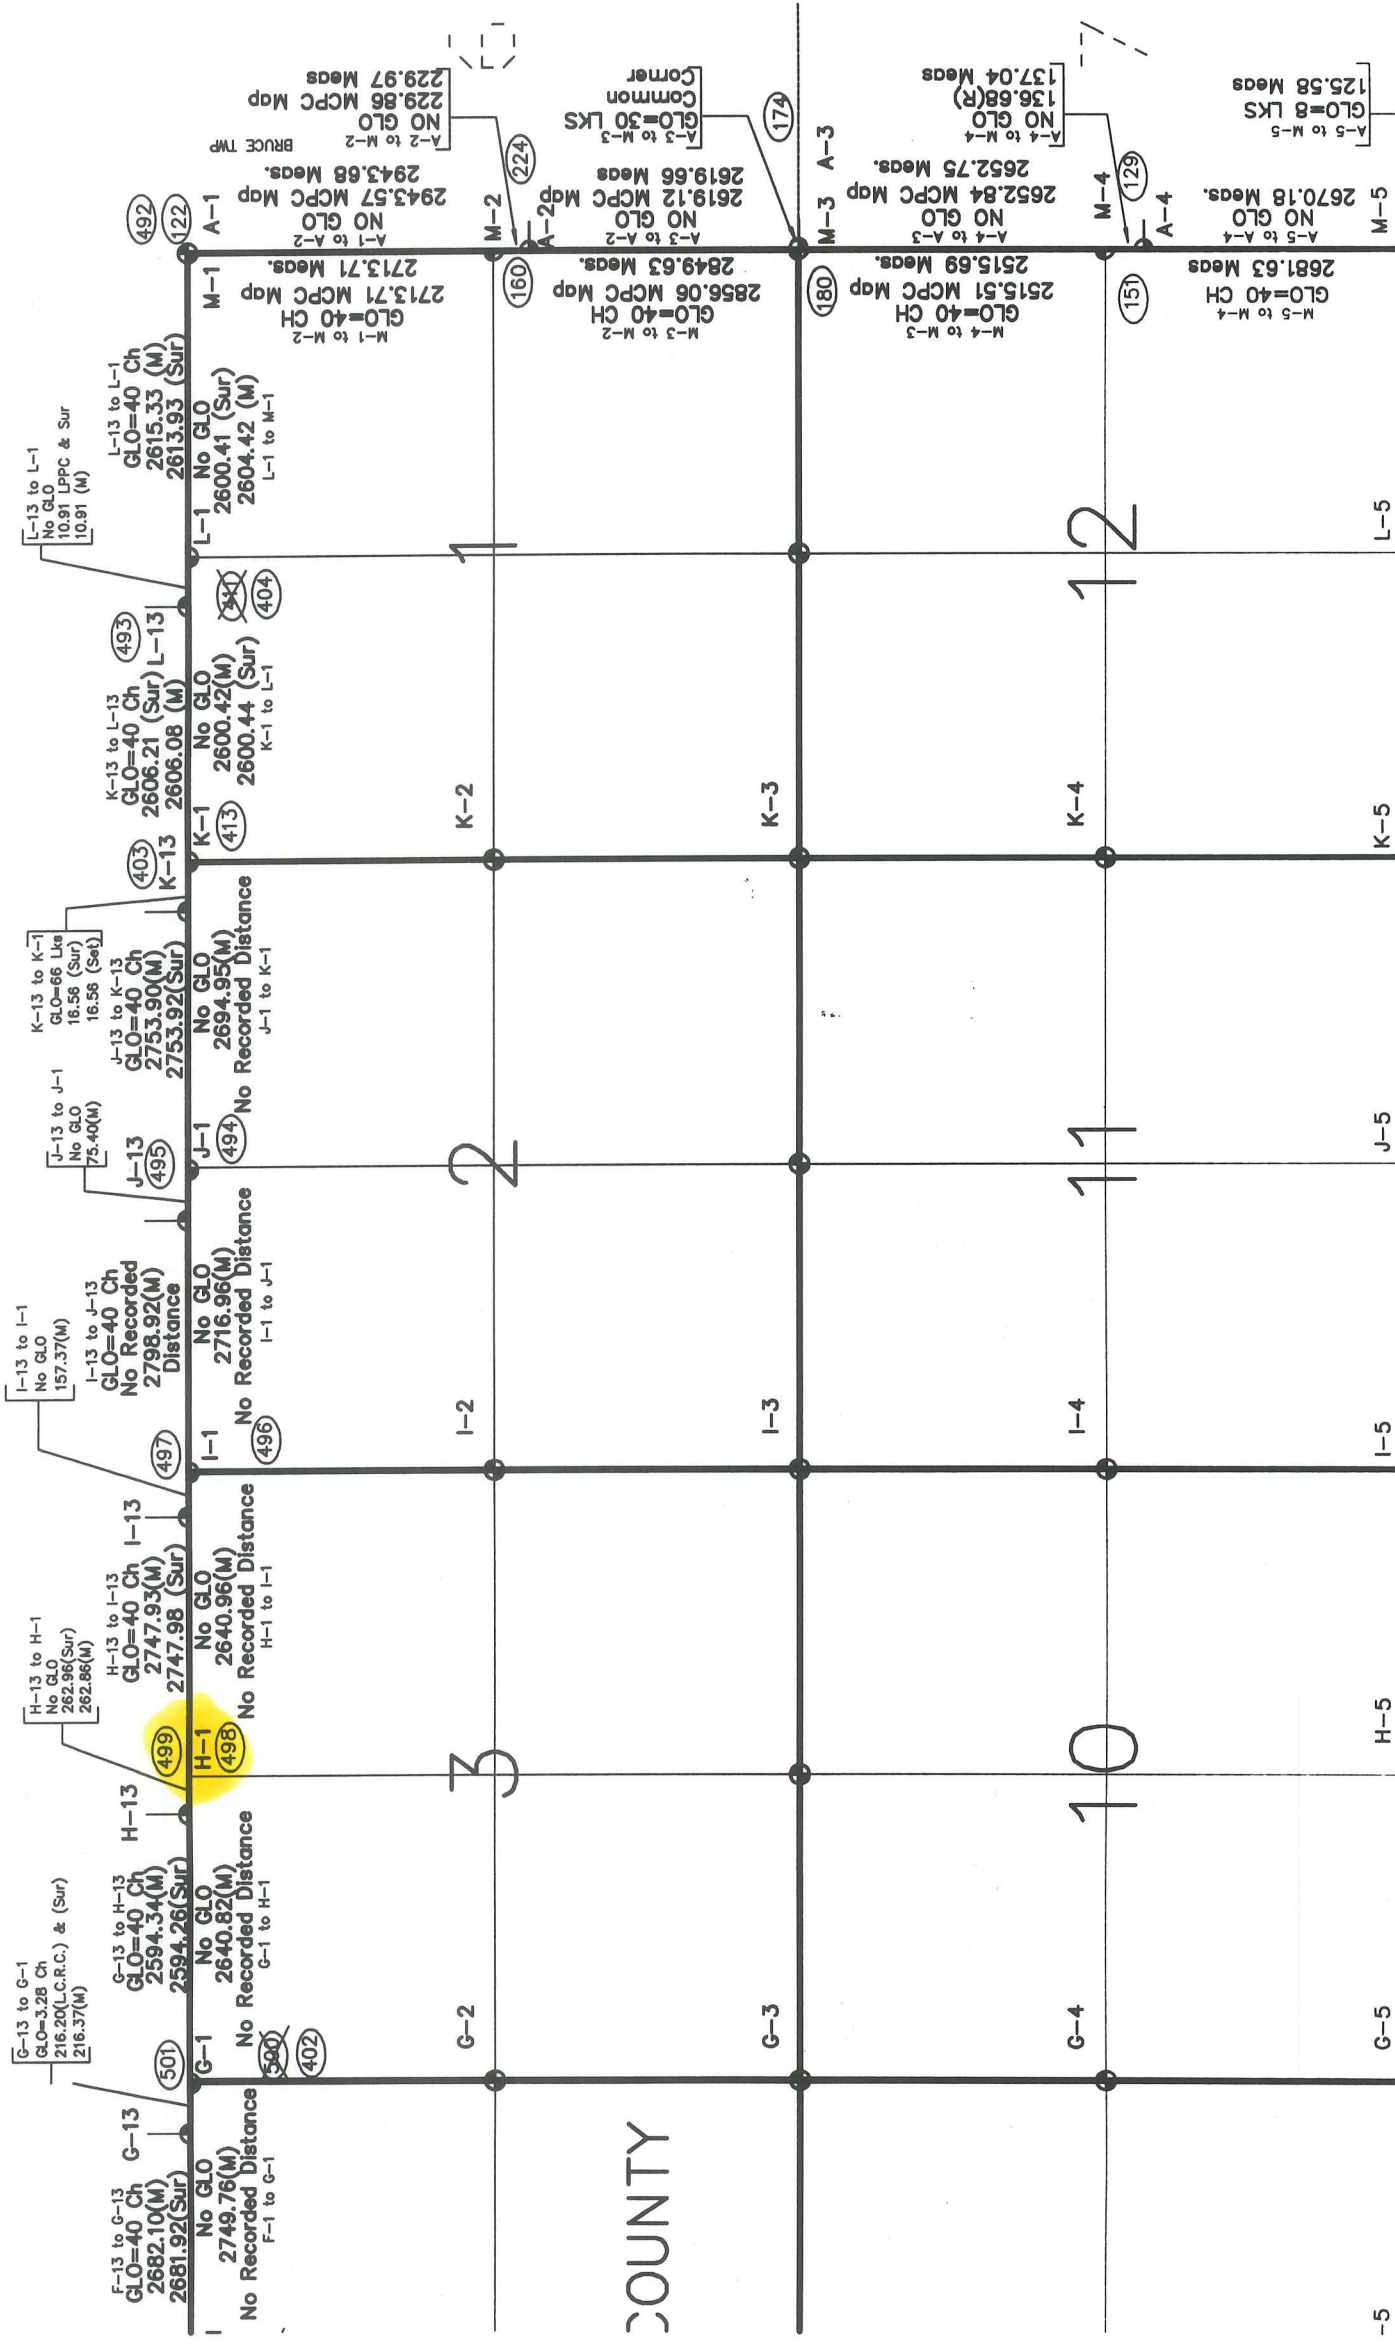 G-13 to G-1
GLO=3.28 Ch
216.20(L.C.R.C.) & (Sur)
216.37(M)
H-13 to H-1
No GLO
262.96(Sur)
262.86(M)
I-13 to I-1
No GLO
157.37(M)
J-13 to J-1
No GLO
75.40(M)
K-13 to K-1
GLO=66 Lks
16.56 (Sur)
16.56 (Set)
L-13 to L-1
No GLO
10.91 LPPC & Sur
10.91 (M)
F-13 to G-13
GLO=40 Ch
2682.10(M)
2681.92(Sur)
G-13
501
G-13 to H-13
GLO=40 Ch
2594.34(M)
2594.26(Sur)
H-13
499
H-13 to I-13
GLO=40 Ch
2747.93(M)
2747.98 (Sur)
I-13
497
I-13 to J-13
GLO=40 Ch
No Recorded
2798.92(M)
Distance
J-13
495
J-13 to K-13
GLO=40 Ch
2753.90(M)
2753.92(Sur)
403
K-13
K-13 to L-13
GLO=40 Ch
2606.21 (Sur)
2606.08 (M)
493
L-13
L-13 to L-1
GLO=40 Ch
2615.33 (M)
2613.93 (Sur)
492
122
No GLO
2749.76(M)
No Recorded Distance
F-1 to G-1
G-1
500
402
No GLO
2640.82(M)
No Recorded Distance
G-1 to H-1
H-1
498
No GLO
2640.96(M)
No Recorded Distance
H-1 to I-1
I-1
496
No GLO
2716.96(M)
No Recorded Distance
I-1 to J-1
J-1
494
No GLO
2694.95(M)
No Recorded Distance
J-1 to K-1
K-1
413
No GLO
2600.42(M)
2600.44 (Sur)
K-1 to L-1
L-1
411
404
No GLO
2600.41 (Sur)
2604.42 (M)
L-1 to M-1
M-1
A-1
M-1 to M-2
GLO=40 CH
2713.71 MCPC Map
2713.71 Meas.
A-1 to A-2
NO GLO
2943.57 MCPC Map
2943.68 Meas.
BRUCE TWP
A-2 to M-2
NO GLO
229.86 MCPC Map
229.97 Meas
G-2
3
I-2
2
K-2
1
160
M-2
224
A-2
M-3 to M-2
GLO=40 CH
2856.06 MCPC Map
2849.63 Meas
A-3 to A-2
NO GLO
2619.12 MCPC Map
2619.66 Meas
A-3 to M-3
GLO=30 LKS
Common
Corner
COUNTY
G-3
I-3
K-3
180
M-3
A-3
174
M-4 to M-3
GLO=40 CH
2515.51 MCPC Map
2515.69 Meas
A-4 to A-3
NO GLO
2652.84 MCPC Map
2652.75 Meas.
A-4 to M-4
NO GLO
136.68(R)
137.04 Meas
G-4
10
I-4
11
K-4
12
151
M-4
129
A-4
M-5 to M-4
GLO=40 CH
2681.63 Meas
A-5 to A-4
NO GLO
2670.18 Meas.
A-5 to M-5
GLO=8 LKS
125.58 Meas
-5
G-5
H-5
I-5
J-5
K-5
L-5
M-5